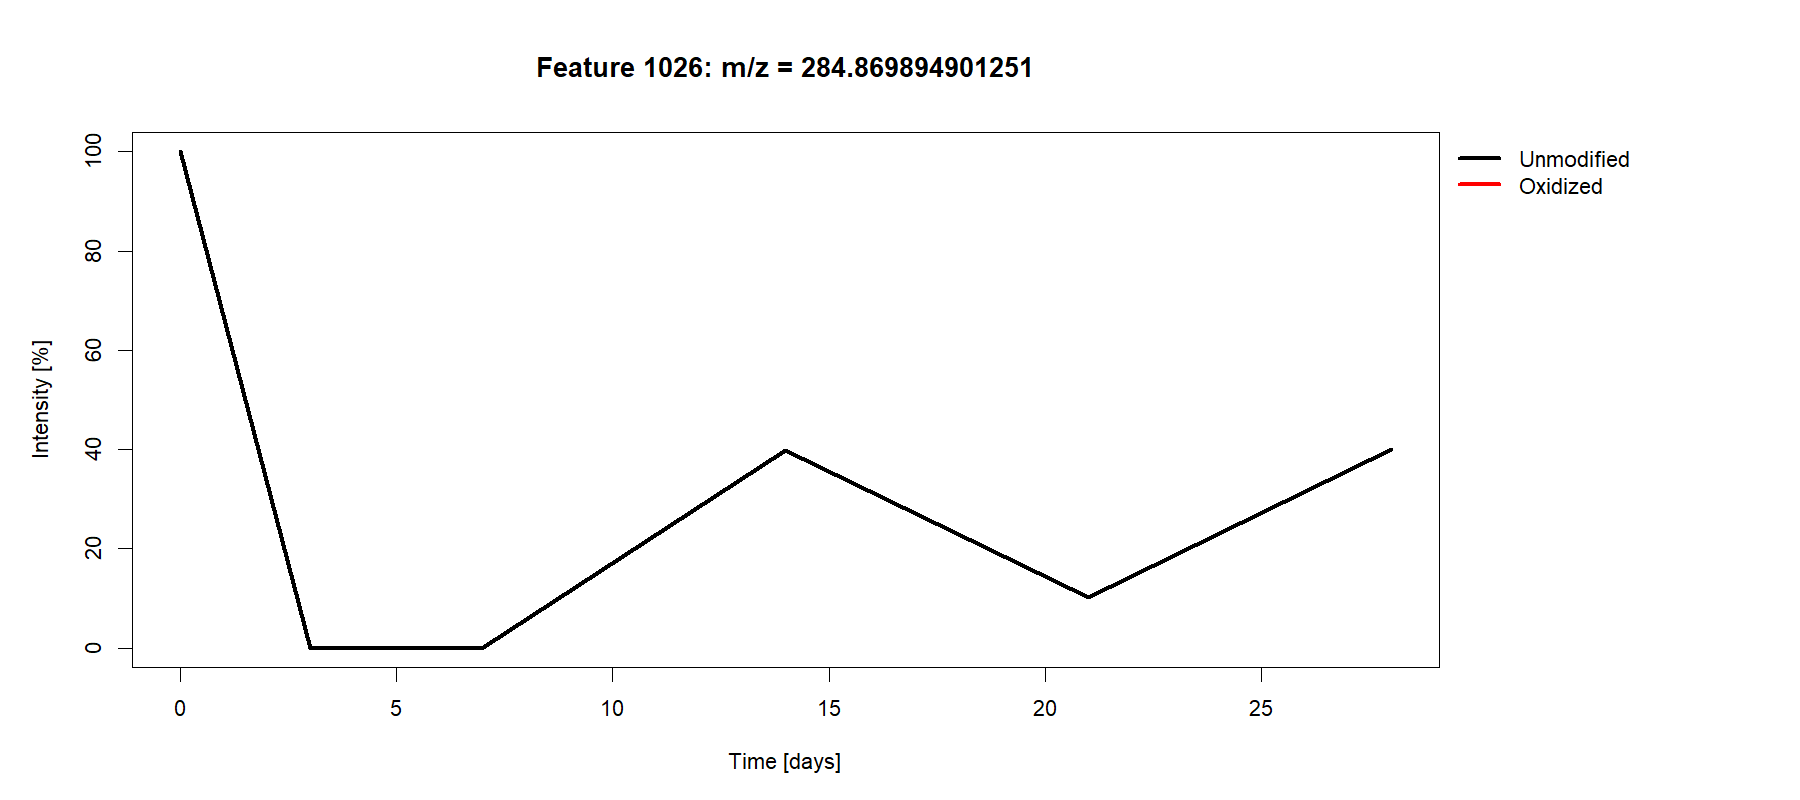 Feature 1026: m/z = 284.869894901251
Unmodified
Oxidized
Intensity [%]
100
80
60
40
20
0
0 5 10 15 20 25
Time [days]